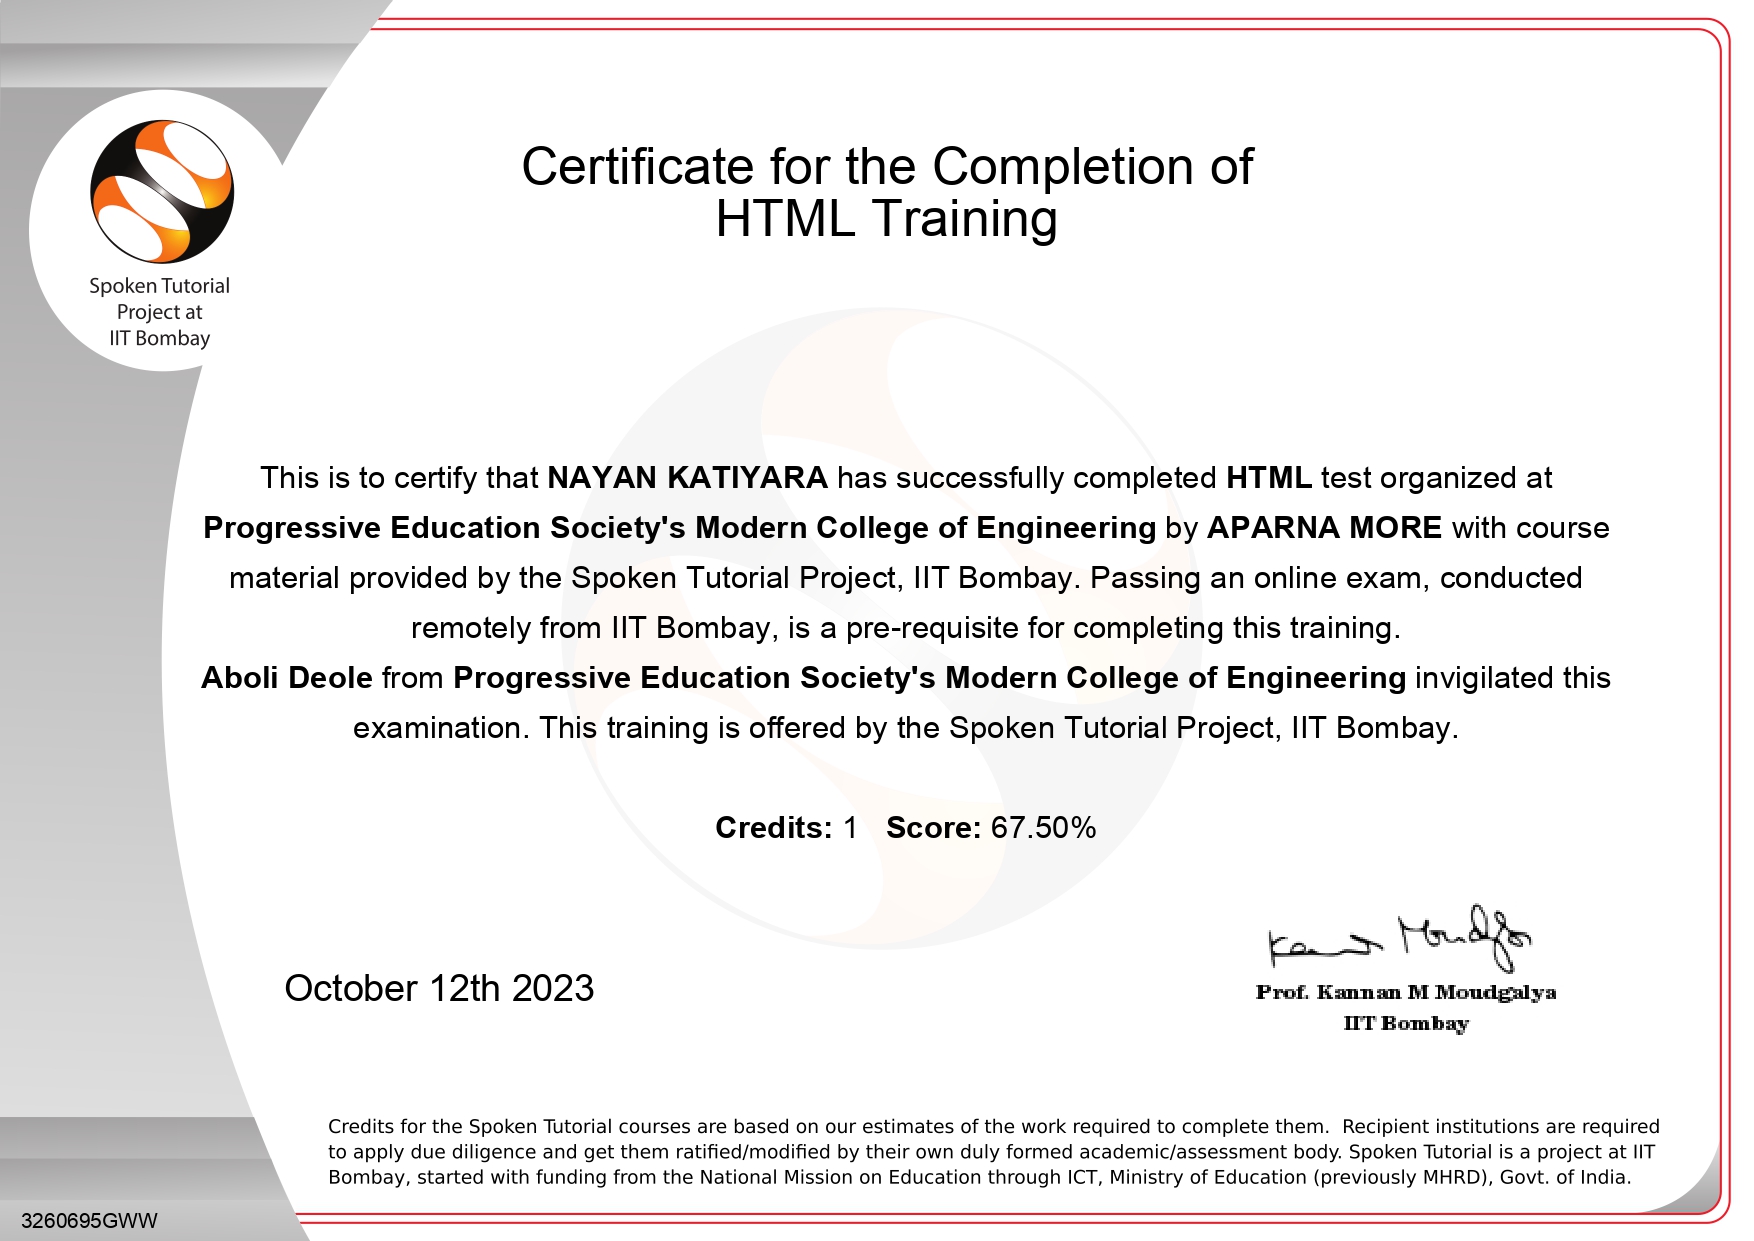 Spoken Tutorial
Project at
IIT Bombay
Certificate for the Completion of
HTML Training
This is to certify that NAYAN KATIYARA has successfully completed HTML test organized at
Progressive Education Society's Modern College of Engineering by APARNA MORE with course
material provided by the Spoken Tutorial Project, IIT Bombay. Passing an online exam, conducted
remotely from IIT Bombay, is a pre-requisite for completing this training.
Aboli Deole from Progressive Education Society's Modern College of Engineering invigilated this
examination. This training is offered by the Spoken Tutorial Project, IIT Bombay.
Credits: 1 Score: 67.50%
October 12th 2023
Kannan Moudgalya
Prof. Kannan M Moudgalya
IIT Bombay
Credits for the Spoken Tutorial courses are based on our estimates of the work required to complete them. Recipient institutions are required
to apply due diligence and get them ratified/modified by their own duly formed academic/assessment body. Spoken Tutorial is a project at IIT
Bombay, started with funding from the National Mission on Education through ICT, Ministry of Education (previously MHRD), Govt. of India.
3260695GWW